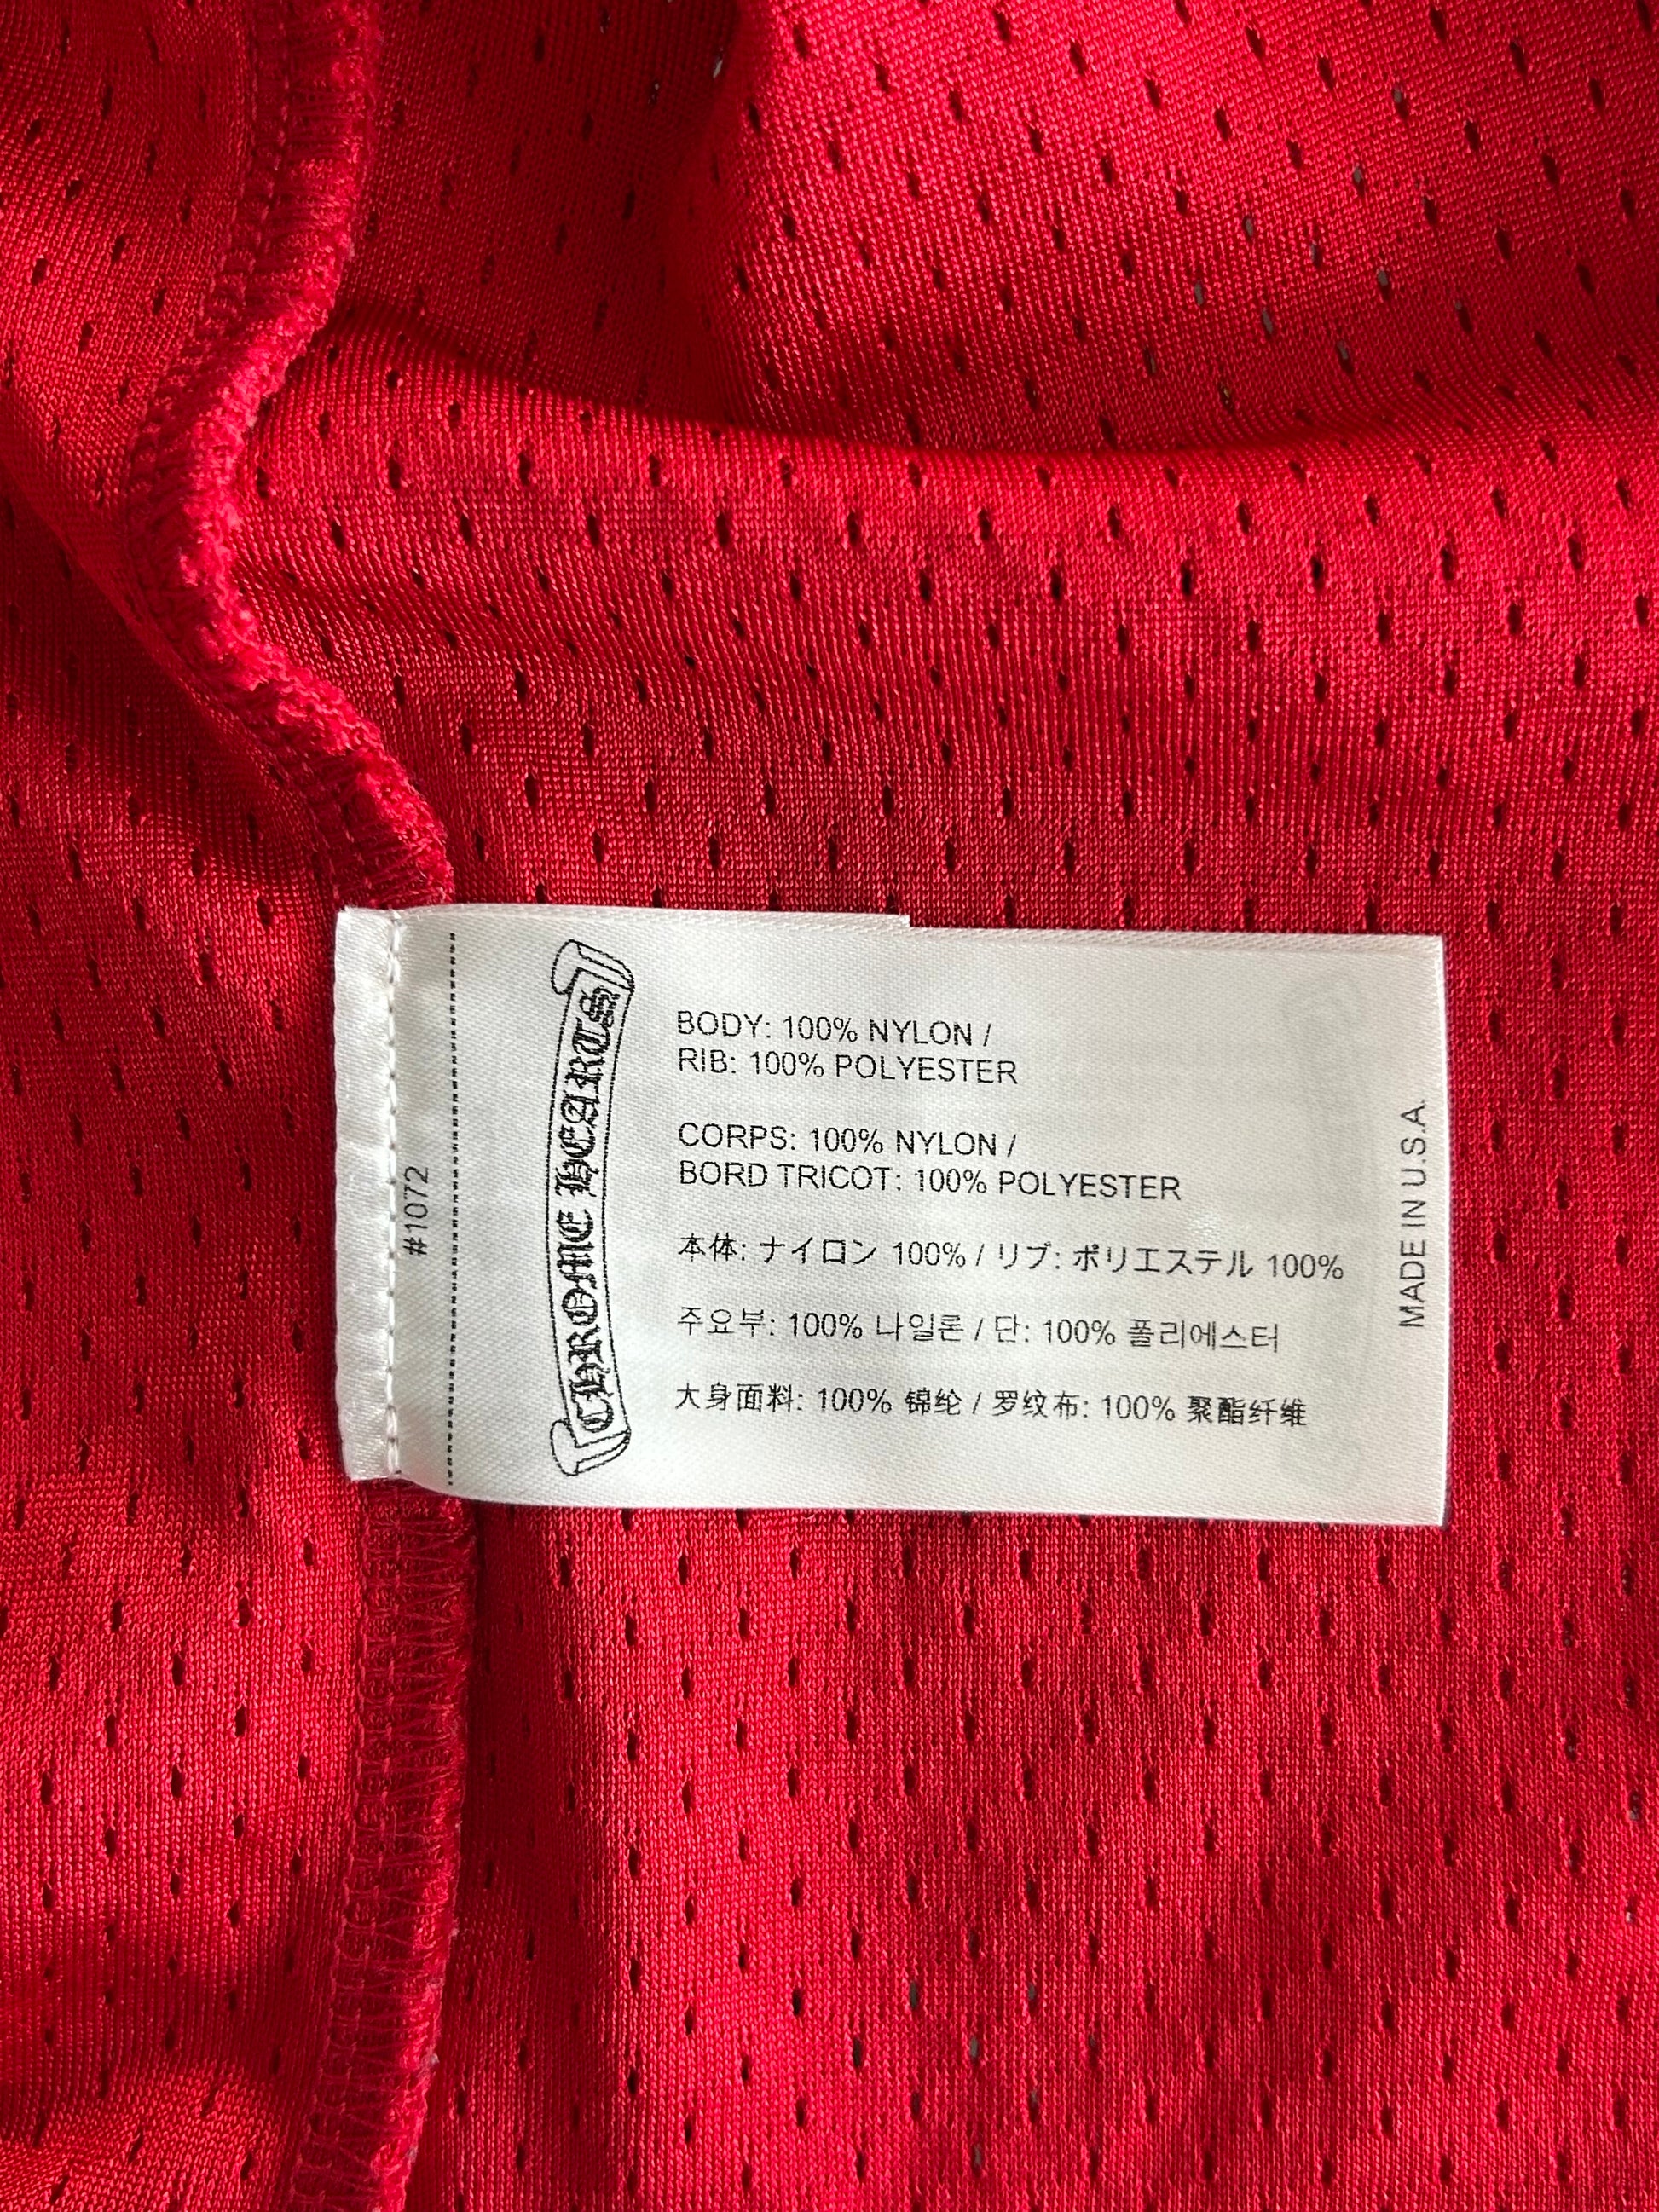 #1072
CHROME HEARTS
BODY: 100% NYLON /
RIB: 100% POLYESTER
CORPS: 100% NYLON /
BORD TRICOT: 100% POLYESTER
本体: ナイロン 100% / リブ: ポリエステル 100%
주요부: 100% 나일론 / 단: 100% 폴리에스터
大身面料: 100% 锦纶 / 罗纹布: 100% 聚酯纤维
MADE IN U.S.A.